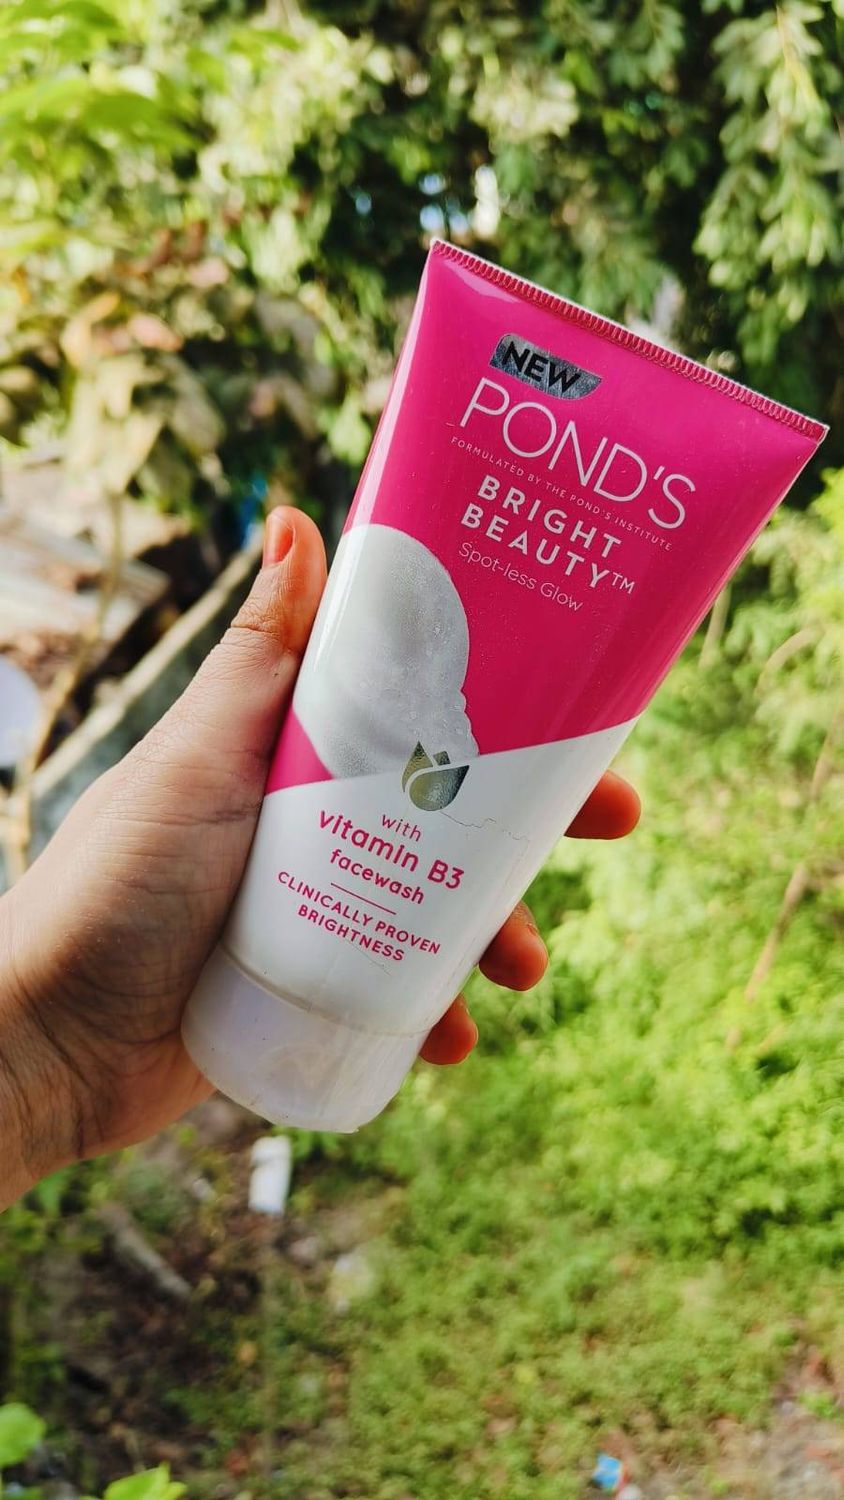 NEW
POND'S
FORMULATED BY THE POND'S INSTITUTE
BRIGHT
BEAUTY™
Spot-less Glow
with
vitamin B3
facewash
CLINICALLY PROVEN
BRIGHTNESS